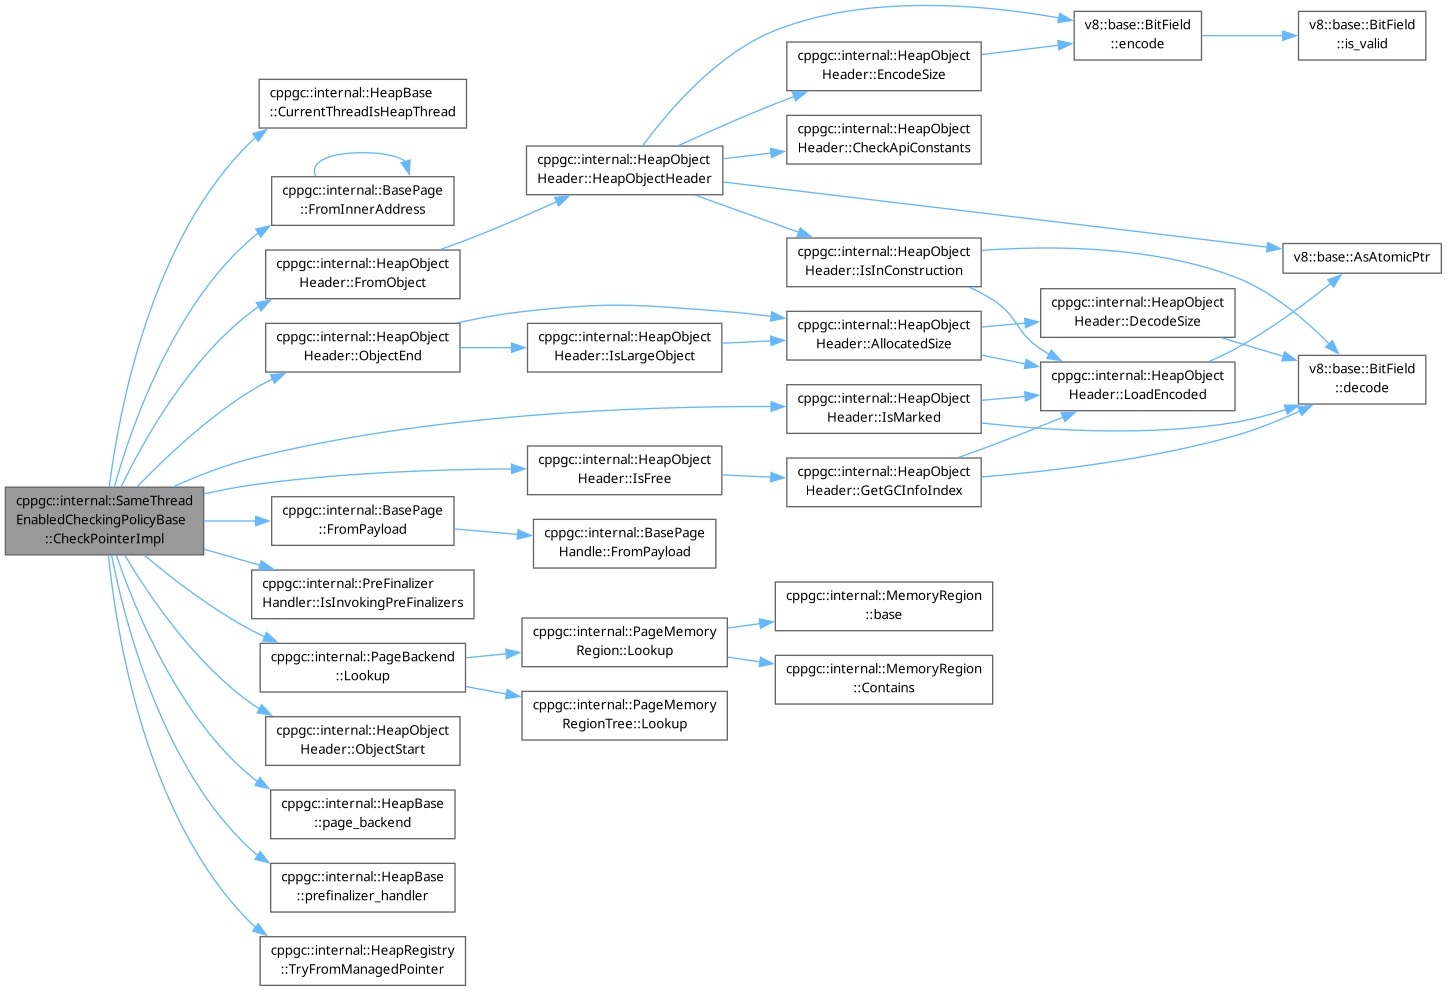 cppgc::internal::SameThread
EnabledCheckingPolicyBase
::CheckPointerImpl
cppgc::internal::HeapBase
::CurrentThreadIsHeapThread
cppgc::internal::BasePage
::FromInnerAddress
cppgc::internal::HeapObject
Header::FromObject
cppgc::internal::HeapObject
Header::ObjectEnd
cppgc::internal::BasePage
::FromPayload
cppgc::internal::PreFinalizer
Handler::IsInvokingPreFinalizers
cppgc::internal::PageBackend
::Lookup
cppgc::internal::HeapObject
Header::ObjectStart
cppgc::internal::HeapBase
::page_backend
cppgc::internal::HeapBase
::prefinalizer_handler
cppgc::internal::HeapRegistry
::TryFromManagedPointer
cppgc::internal::HeapObject
Header::HeapObjectHeader
cppgc::internal::HeapObject
Header::IsLargeObject
cppgc::internal::HeapObject
Header::IsFree
cppgc::internal::BasePage
Handle::FromPayload
cppgc::internal::PageMemory
Region::Lookup
cppgc::internal::PageMemory
RegionTree::Lookup
cppgc::internal::HeapObject
Header::EncodeSize
cppgc::internal::HeapObject
Header::CheckApiConstants
cppgc::internal::HeapObject
Header::IsInConstruction
cppgc::internal::HeapObject
Header::AllocatedSize
cppgc::internal::HeapObject
Header::IsMarked
cppgc::internal::HeapObject
Header::GetGCInfoIndex
cppgc::internal::MemoryRegion
::base
cppgc::internal::MemoryRegion
::Contains
v8::base::BitField
::encode
cppgc::internal::HeapObject
Header::DecodeSize
cppgc::internal::HeapObject
Header::LoadEncoded
v8::base::BitField
::is_valid
v8::base::AsAtomicPtr
v8::base::BitField
::decode